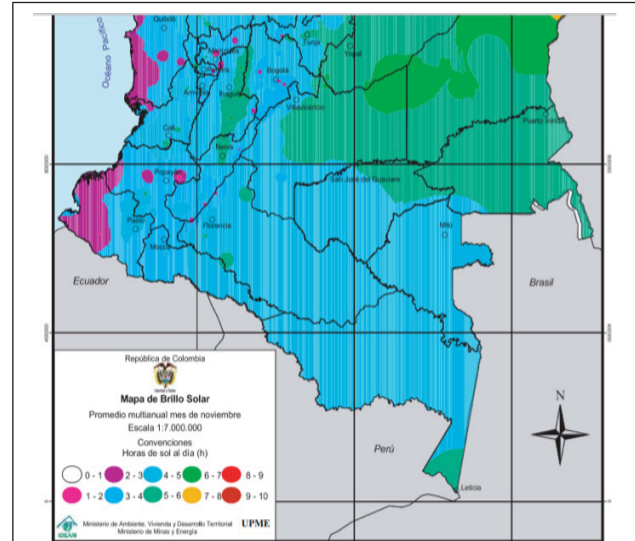 Océano Pacífico
Quibdó
Tunja
Yopal
Manizales
Pereira
Bogotá
Armenia
Ibagué
Villavicencio
Cali
Puerto Inírida
Neiva
Popayán
San José del Guaviare
Pasto
Florencia
Mitú
Mocoa
Ecuador
Brasil
República de Colombia
Mapa de Brillo Solar
Promedio multianual mes de noviembre
Escala 1:7.000.000
Convenciones
Horas de sol al día (h)
0 - 1 2 - 3 4 - 5 6 - 7 8 - 9
1 - 2 3 - 4 5 - 6 7 - 8 9 - 10
N
Perú
Leticia
IDEAM
Ministerio de Ambiente, Vivienda y Desarrollo Territorial
Ministerio de Minas y Energía
UPME